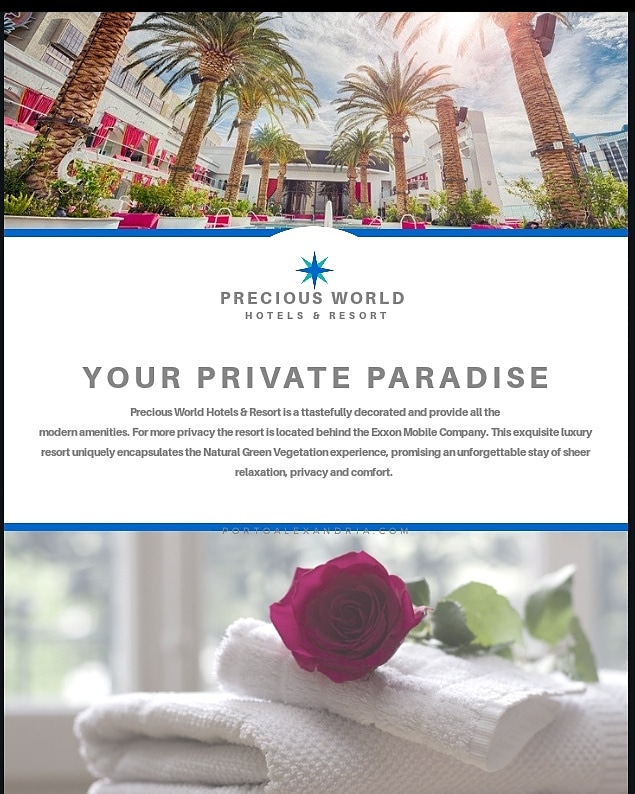 PRECIOUS WORLD
HOTELS & RESORT
YOUR PRIVATE PARADISE
Precious World Hotels & Resort is a ttastefully decorated and provide all the
modern amenities. For more privacy the resort is located behind the Exxon Mobile Company. This exquisite luxury
resort uniquely encapsulates the Natural Green Vegetation experience, promising an unforgettable stay of sheer
relaxation, privacy and comfort.
PORTOALEXANDRIA.COM